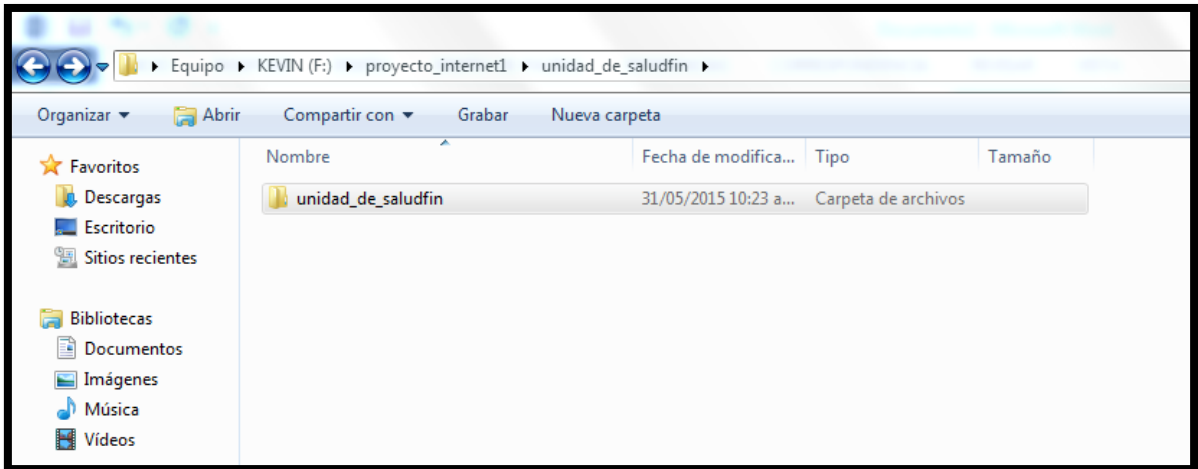 Equipo KEVIN (F:) proyecto_internet1 unidad_de_saludfin
Organizar Abrir Compartir con Grabar Nueva carpeta
Favoritos
Descargas
Escritorio
Sitios recientes
Bibliotecas
Documentos
Imágenes
Música
Vídeos
Nombre Fecha de modifica... Tipo Tamaño
unidad_de_saludfin 31/05/2015 10:23 a... Carpeta de archivos